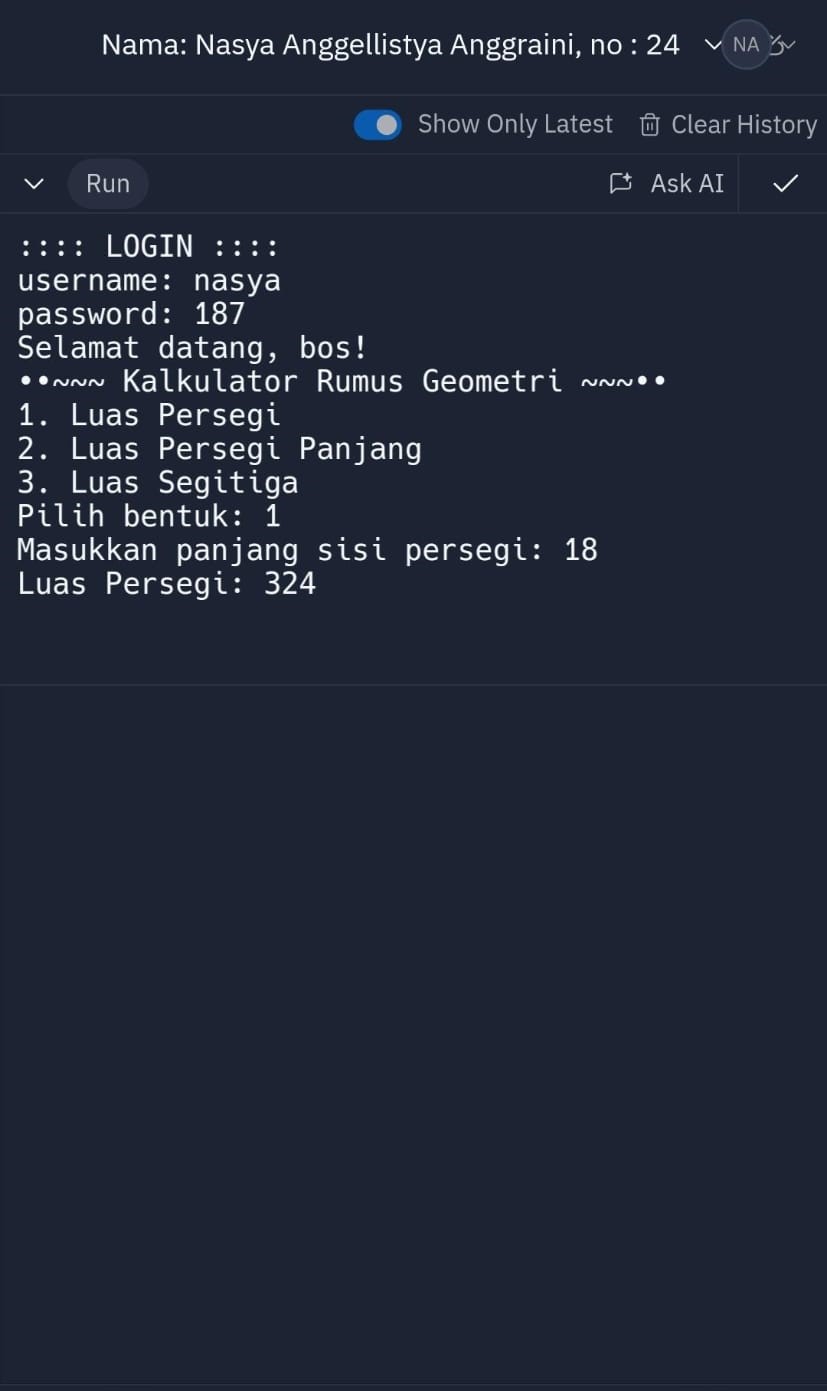 Nama: Nasya Anggellistya Anggraini, no : 24 NA
Show Only Latest Clear History
Run Ask AI
:::: LOGIN ::::
username: nasya
password: 187
Selamat datang, bos!
••~~~ Kalkulator Rumus Geometri ~~~••
1. Luas Persegi
2. Luas Persegi Panjang
3. Luas Segitiga
Pilih bentuk: 1
Masukkan panjang sisi persegi: 18
Luas Persegi: 324